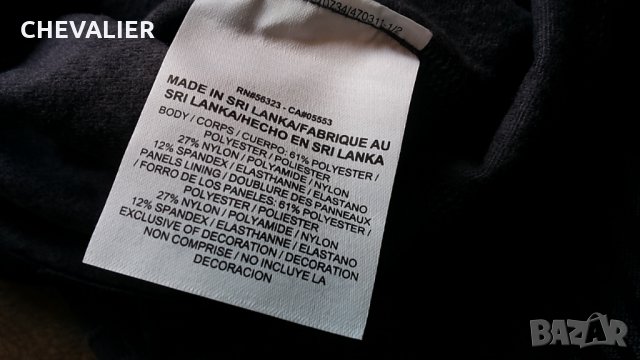 CHEVALIER
RN#56323 - CA#05553
MADE IN SRI LANKA/FABRIQUE AU
SRI LANKA/HECHO EN SRI LANKA
BODY / CORPS / CUERPO: 61% POLYESTER /
POLYESTER / POLIESTER
27% NYLON / POLYAMIDE / NYLON
12% SPANDEX / ELASTHANNE / ELASTANO
PANELS LINING / DOUBLURE DES PANNEAUX
/ FORRO DE LOS PANELES: 61% POLYESTER /
POLYESTER / POLIESTER
27% NYLON / POLYAMIDE / NYLON
12% SPANDEX / ELASTHANNE / ELASTANO
EXCLUSIVE OF DECORATION / DECORATION
NON COMPRISE / NO INCLUYE LA
DECORACION
BAZAR